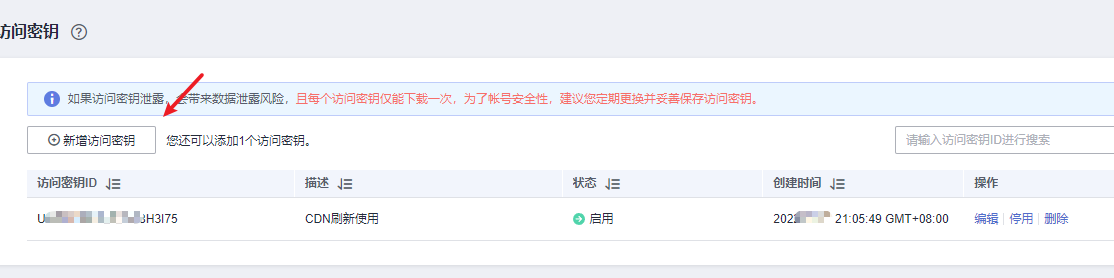 访问密钥 ?
如果访问密钥泄露，会带来数据泄露风险，且每个访问密钥仅能下载一次，为了帐号安全性，建议您定期更换并妥善保存访问密钥。
新增访问密钥 您还可以添加1个访问密钥。 请输入访问密钥ID进行搜索
访问密钥ID 描述 状态 创建时间 操作
U 3H3I75 CDN刷新使用 启用 2022 21:05:49 GMT+08:00 编辑 停用 删除